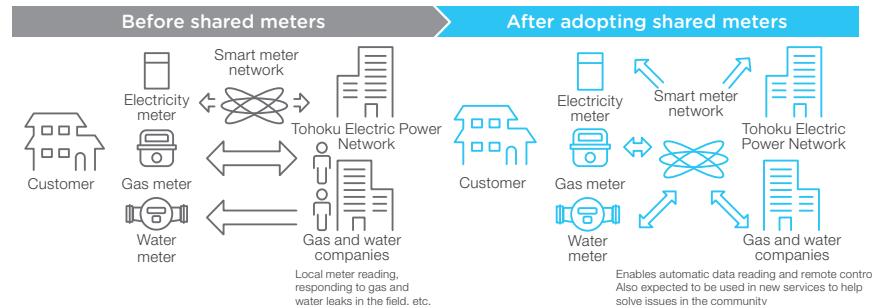 Before shared meters
After adopting shared meters
Smart meter
network
Electricity
meter
Tohoku Electric Power
Network
Customer
Gas meter
Water
meter
Gas and water
companies
Local meter reading,
responding to gas and
water leaks in the field, etc.
Electricity
meter
Smart meter
network
Tohoku Electric
Power Network
Customer
Gas meter
Water
meter
Gas and water
companies
Enables automatic data reading and remote contro
Also expected to be used in new services to help
solve issues in the community